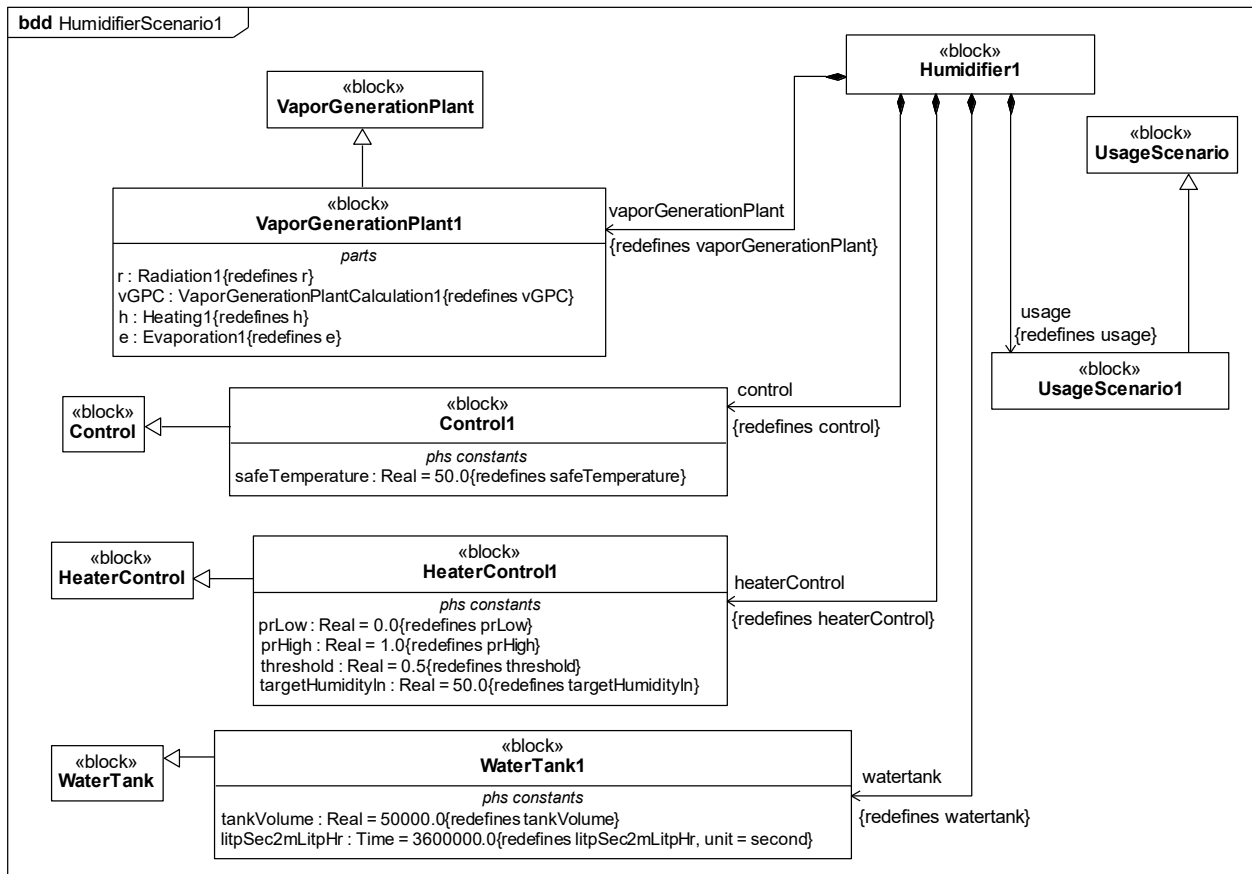 bdd HumidifierScenario1
«block»
Humidifier1
«block»
VaporGenerationPlant
«block»
UsageScenario
«block»
VaporGenerationPlant1
parts
r : Radiation1{redefines r}
vGPC : VaporGenerationPlantCalculation1{redefines vGPC}
h : Heating1{redefines h}
e : Evaporation1{redefines e}
vaporGenerationPlant
{redefines vaporGenerationPlant}
usage
{redefines usage}
«block»
UsageScenario1
«block»
Control
«block»
Control1
phs constants
safeTemperature : Real = 50.0{redefines safeTemperature}
control
{redefines control}
«block»
HeaterControl
«block»
HeaterControl1
phs constants
prLow : Real = 0.0{redefines prLow}
prHigh : Real = 1.0{redefines prHigh}
threshold : Real = 0.5{redefines threshold}
targetHumidityIn : Real = 50.0{redefines targetHumidityIn}
heaterControl
{redefines heaterControl}
«block»
WaterTank
«block»
WaterTank1
phs constants
tankVolume : Real = 50000.0{redefines tankVolume}
litpSec2mLitpHr : Time = 3600000.0{redefines litpSec2mLitpHr, unit = second}
watertank
{redefines watertank}